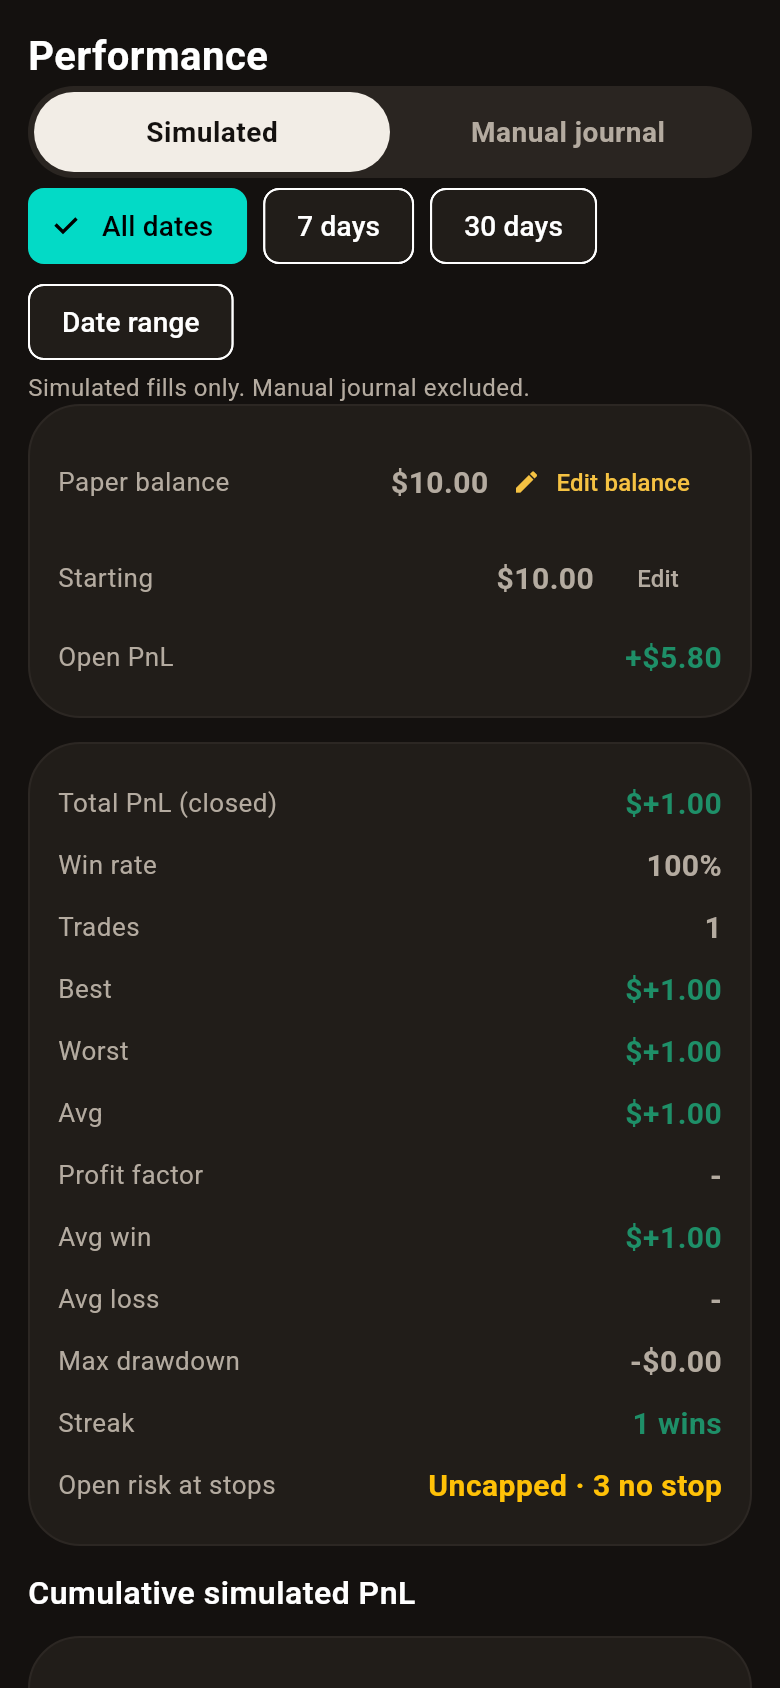 Performance
Simulated Manual journal
All dates 7 days 30 days
Date range
Simulated fills only. Manual journal excluded.
Paper balance $10.00 Edit balance
Starting $10.00 Edit
Open PnL +$5.80
Total PnL (closed) $+1.00
Win rate 100%
Trades 1
Best $+1.00
Worst $+1.00
Avg $+1.00
Profit factor -
Avg win $+1.00
Avg loss -
Max drawdown -$0.00
Streak 1 wins
Open risk at stops Uncapped · 3 no stop
Cumulative simulated PnL